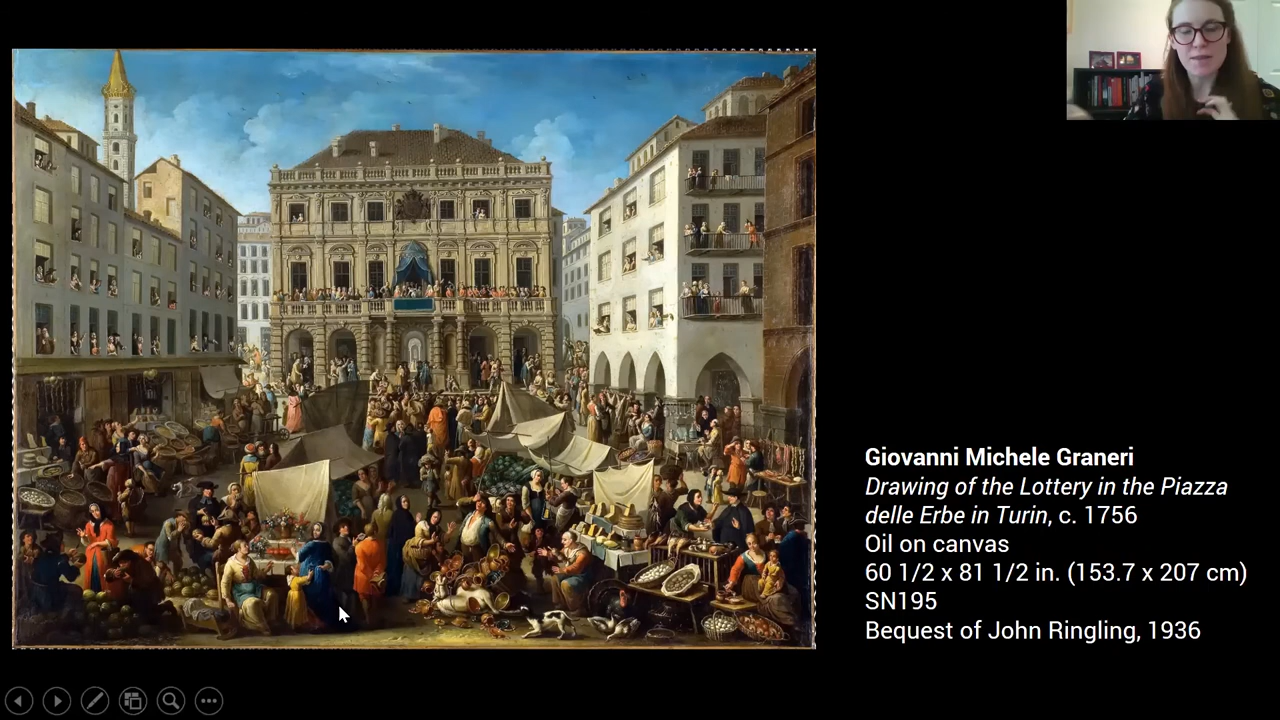 Giovanni Michele Graneri
Drawing of the Lottery in the Piazza
delle Erbe in Turin, c. 1756
Oil on canvas
60 1/2 x 81 1/2 in. (153.7 x 207 cm)
SN195
Bequest of John Ringling, 1936